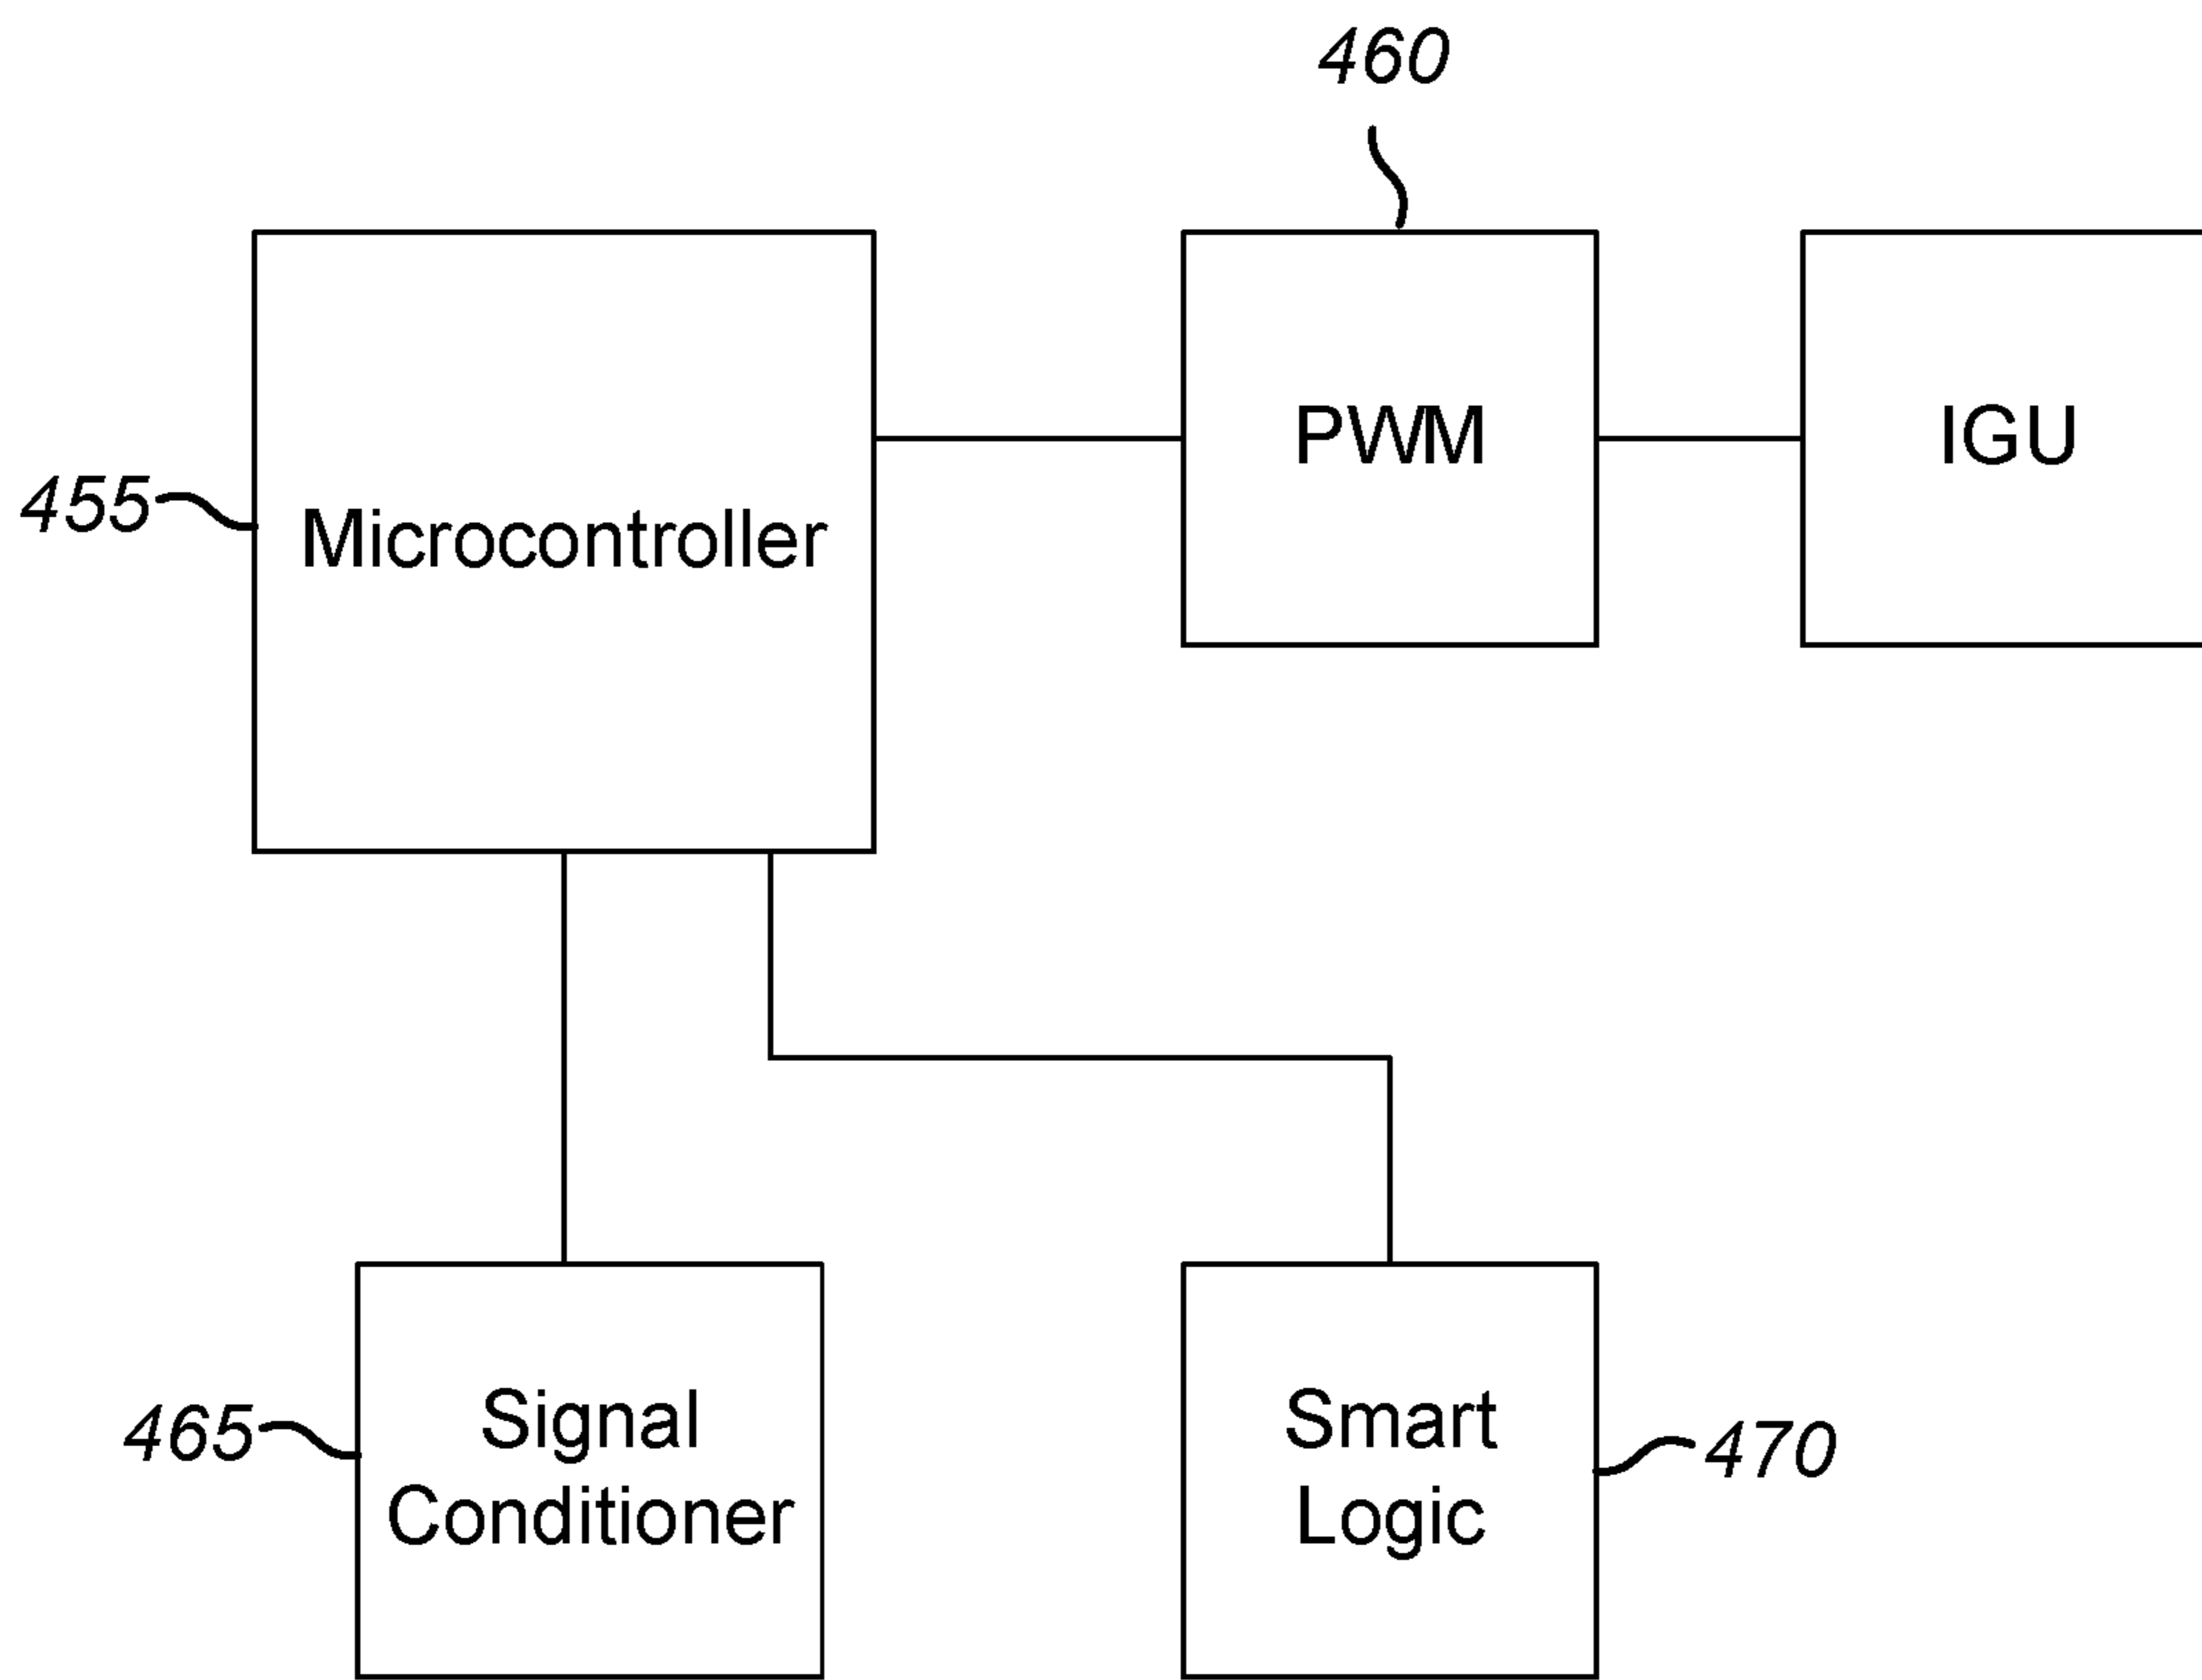 460
PWM
IGU
455
Microcontroller
465
Signal
Conditioner
Smart
Logic
470